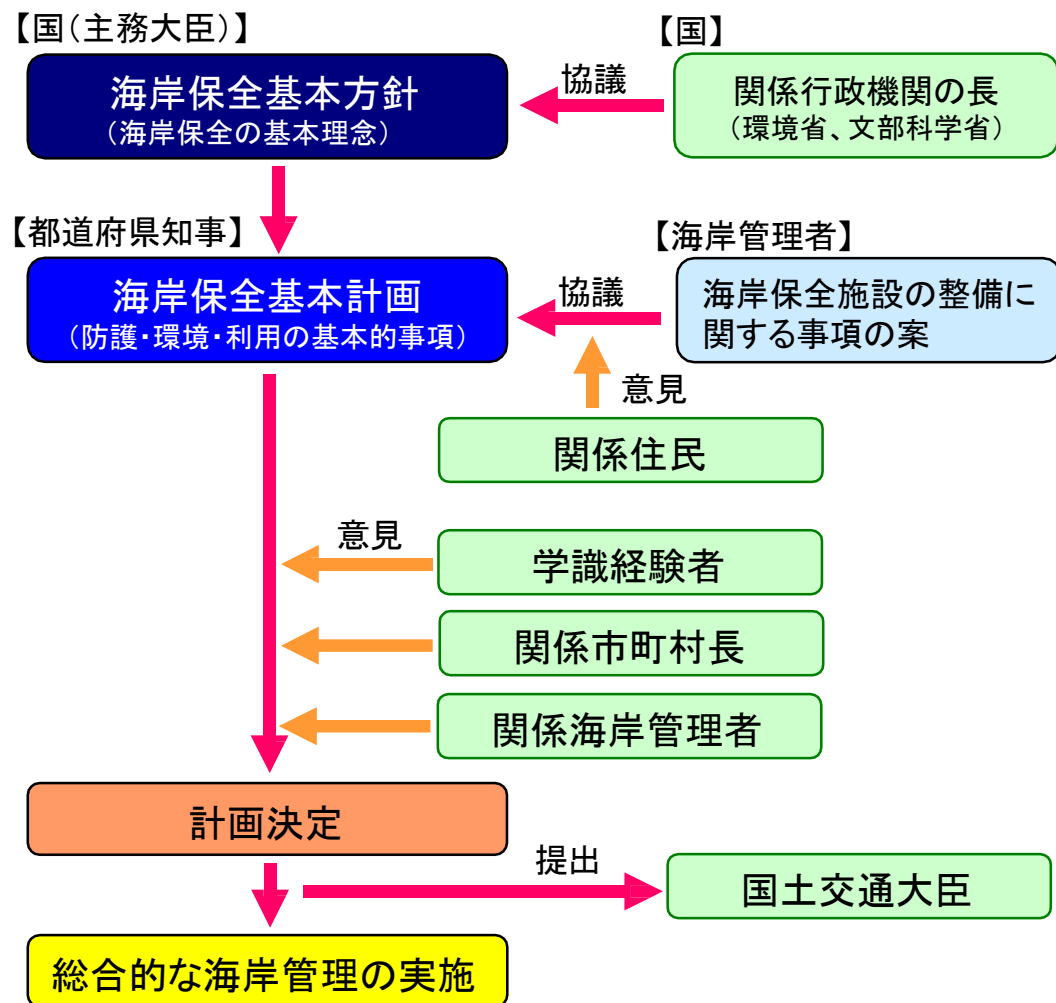 【国(主務大臣)】
【国】
海岸保全基本方針
(海岸保全の基本理念)
協議
関係行政機関の長
(環境省、文部科学省)
【都道府県知事】
【海岸管理者】
海岸保全基本計画
(防護・環境・利用の基本的事項)
協議
海岸保全施設の整備に
関する事項の案
意見
関係住民
意見
学識経験者
関係市町村長
関係海岸管理者
計画決定
提出
国土交通大臣
総合的な海岸管理の実施